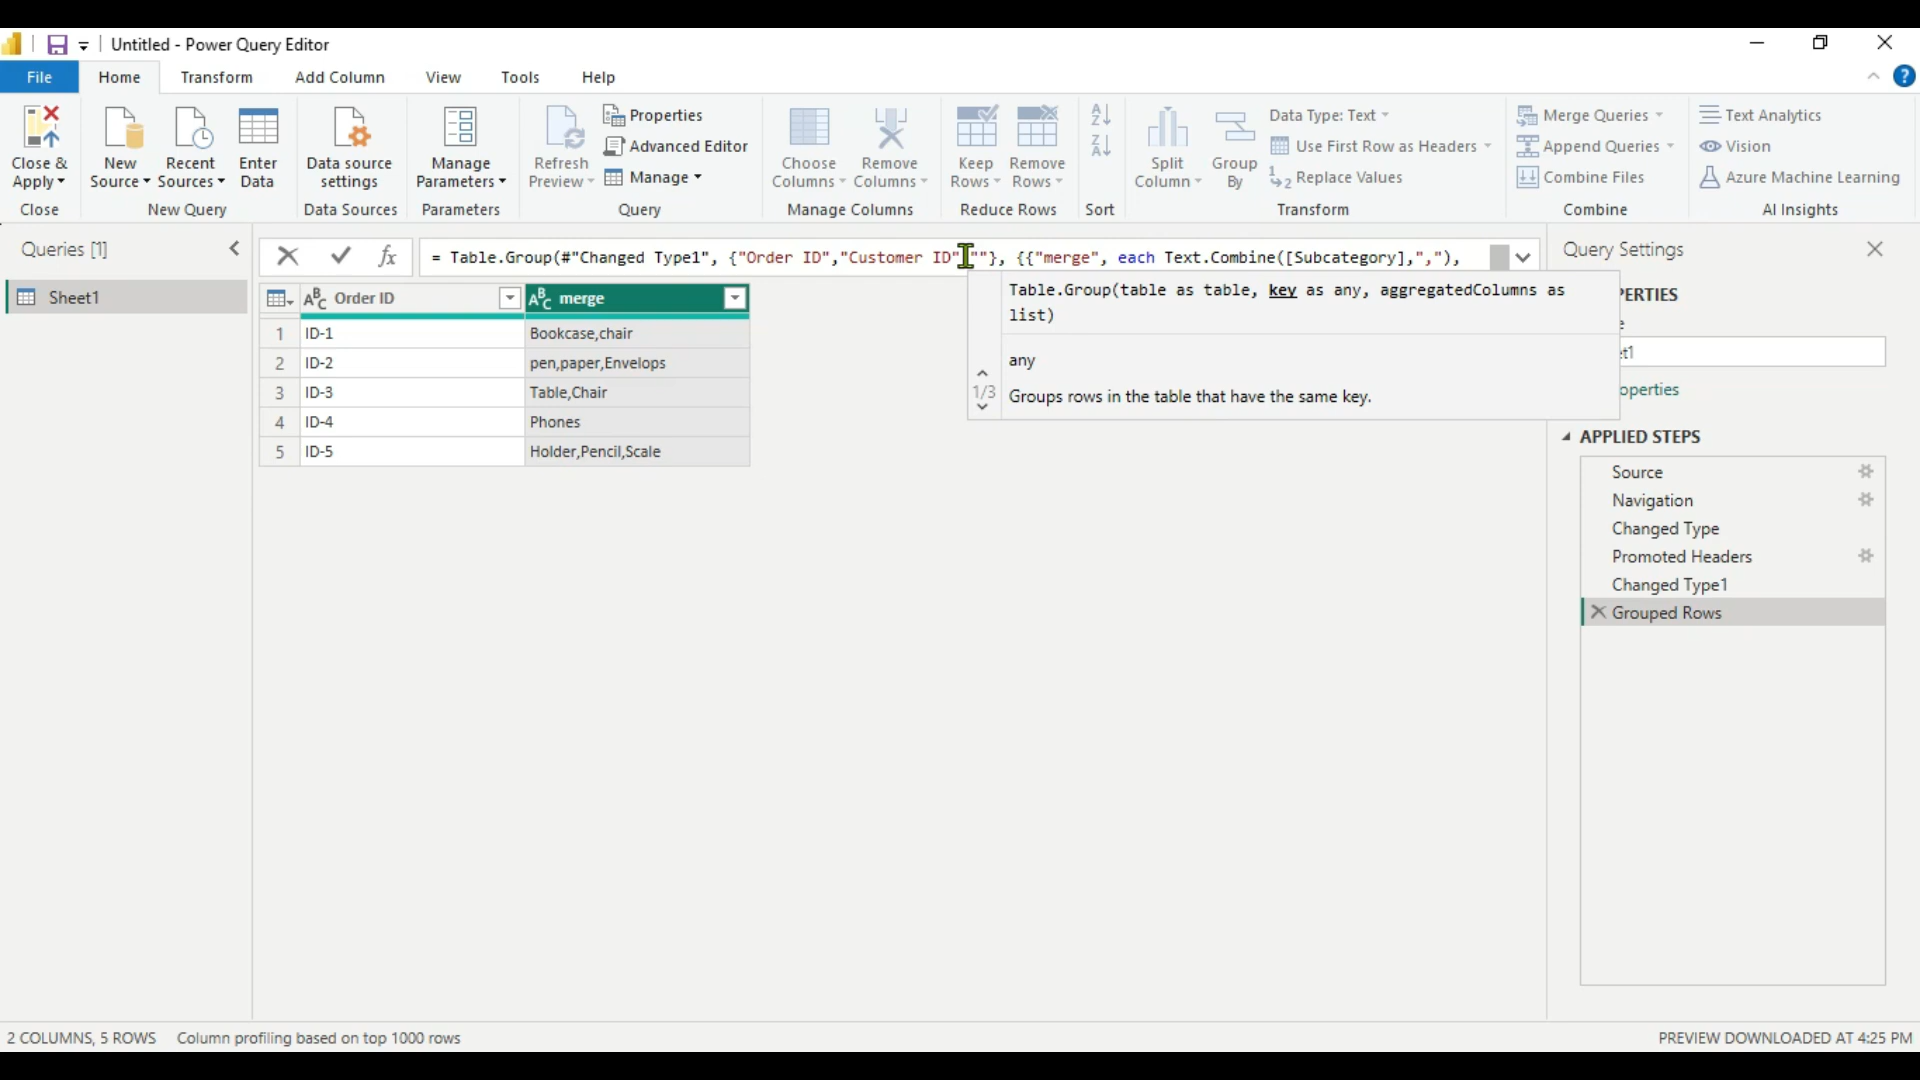 Untitled - Power Query Editor
File Home Transform Add Column View Tools Help
Close & Apply
Close
New Source
Recent Sources
Enter Data
New Query
Data source settings
Data Sources
Manage Parameters
Parameters
Refresh Preview
Properties
Advanced Editor
Manage
Query
Choose Columns
Remove Columns
Manage Columns
Keep Rows
Remove Rows
Reduce Rows
Sort
Split Column
Group By
Data Type: Text
Use First Row as Headers
Replace Values
Transform
Merge Queries
Append Queries
Combine Files
Combine
Text Analytics
Vision
Azure Machine Learning
AI Insights
Queries [1]
Sheet1
= Table.Group(#"Changed Type1", {"Order ID","Customer ID" ""}, {{"merge", each Text.Combine([Subcategory],","),
Table.Group(table as table, key as any, aggregatedColumns as
list)
any
1/3
Groups rows in the table that have the same key.
Order ID merge
1 ID-1 Bookcase,chair
2 ID-2 pen,paper,Envelops
3 ID-3 Table,Chair
4 ID-4 Phones
5 ID-5 Holder,Pencil,Scale
Query Settings
PERTIES
et1
operties
APPLIED STEPS
Source
Navigation
Changed Type
Promoted Headers
Changed Type1
Grouped Rows
2 COLUMNS, 5 ROWS Column profiling based on top 1000 rows
PREVIEW DOWNLOADED AT 4:25 PM